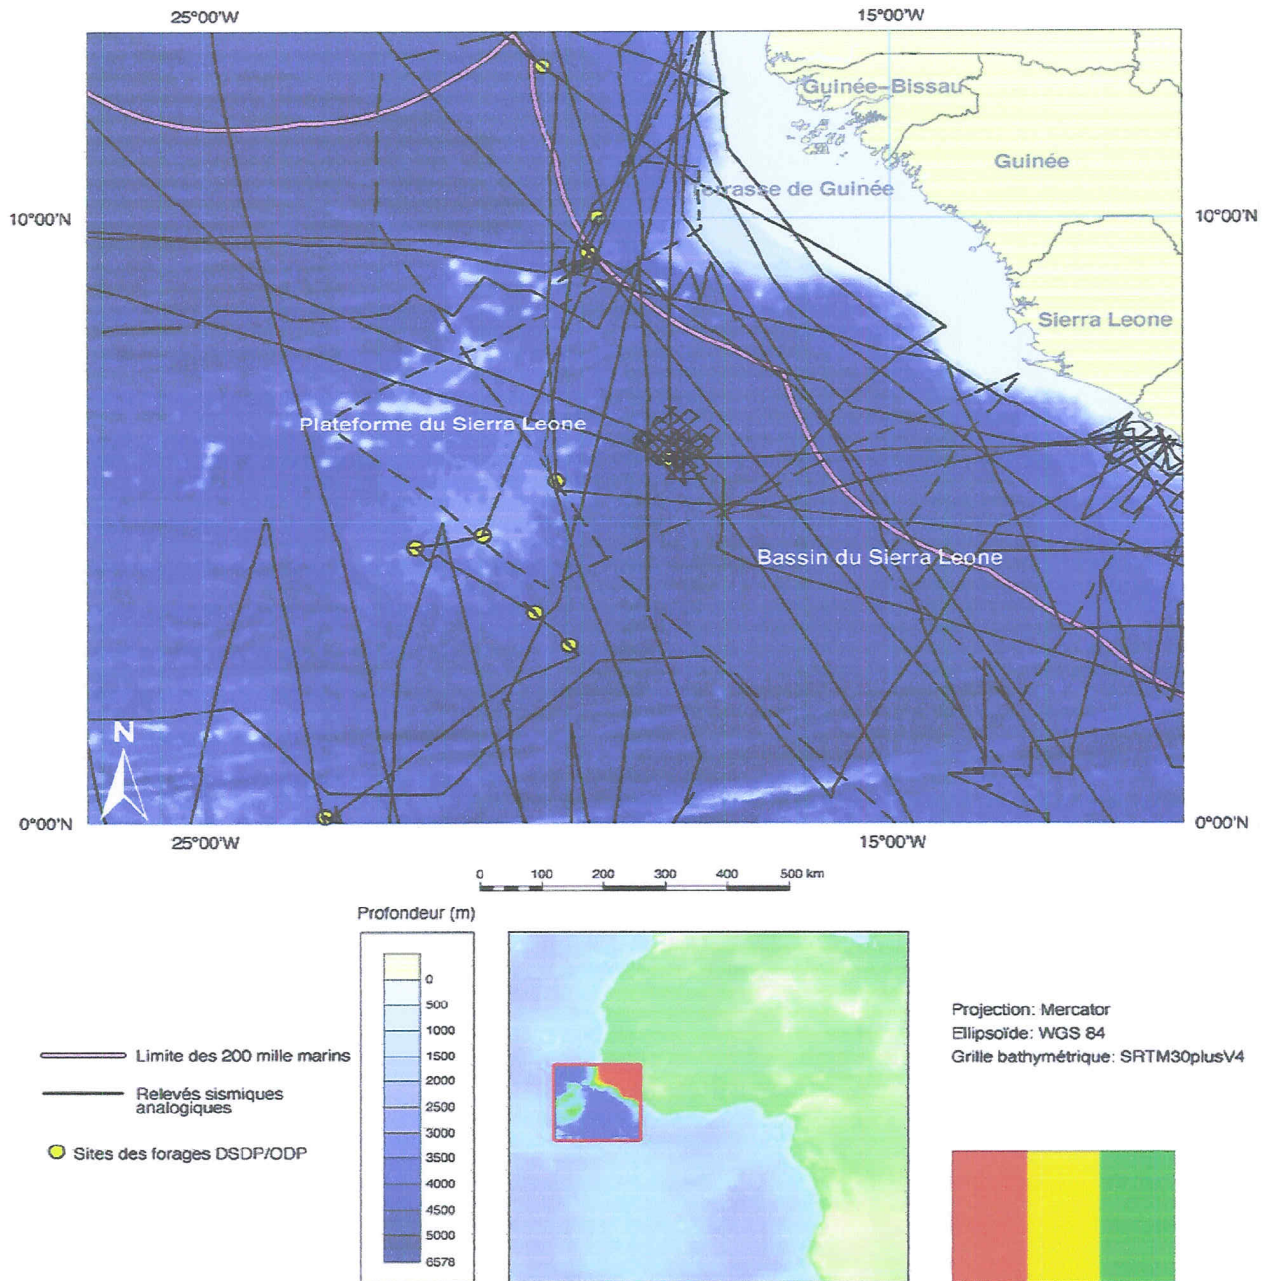 25°00'W 15°00'W
Guinée-Bissau
Guinée
Terrasse de Guinée
10°00'N 10°00'N
Sierra Leone
Plateforme du Sierra Leone
Bassin du Sierra Leone
N
0°00'N 0°00'N
25°00'W 15°00'W
0 100 200 300 400 500 km
Profondeur (m)
0
500
1000
1500
2000
2500
3000
3500
4000
4500
5000
6578
Limite des 200 mille marins
Relevés sismiques
analogiques
Sites des forages DSDP/ODP
Projection: Mercator
Ellipsoïde: WGS 84
Grille bathymétrique: SRTM30plusV4